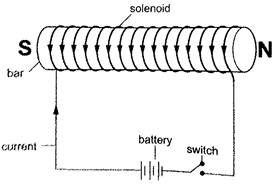 solenoid
S
N
bar
battery
switch
current